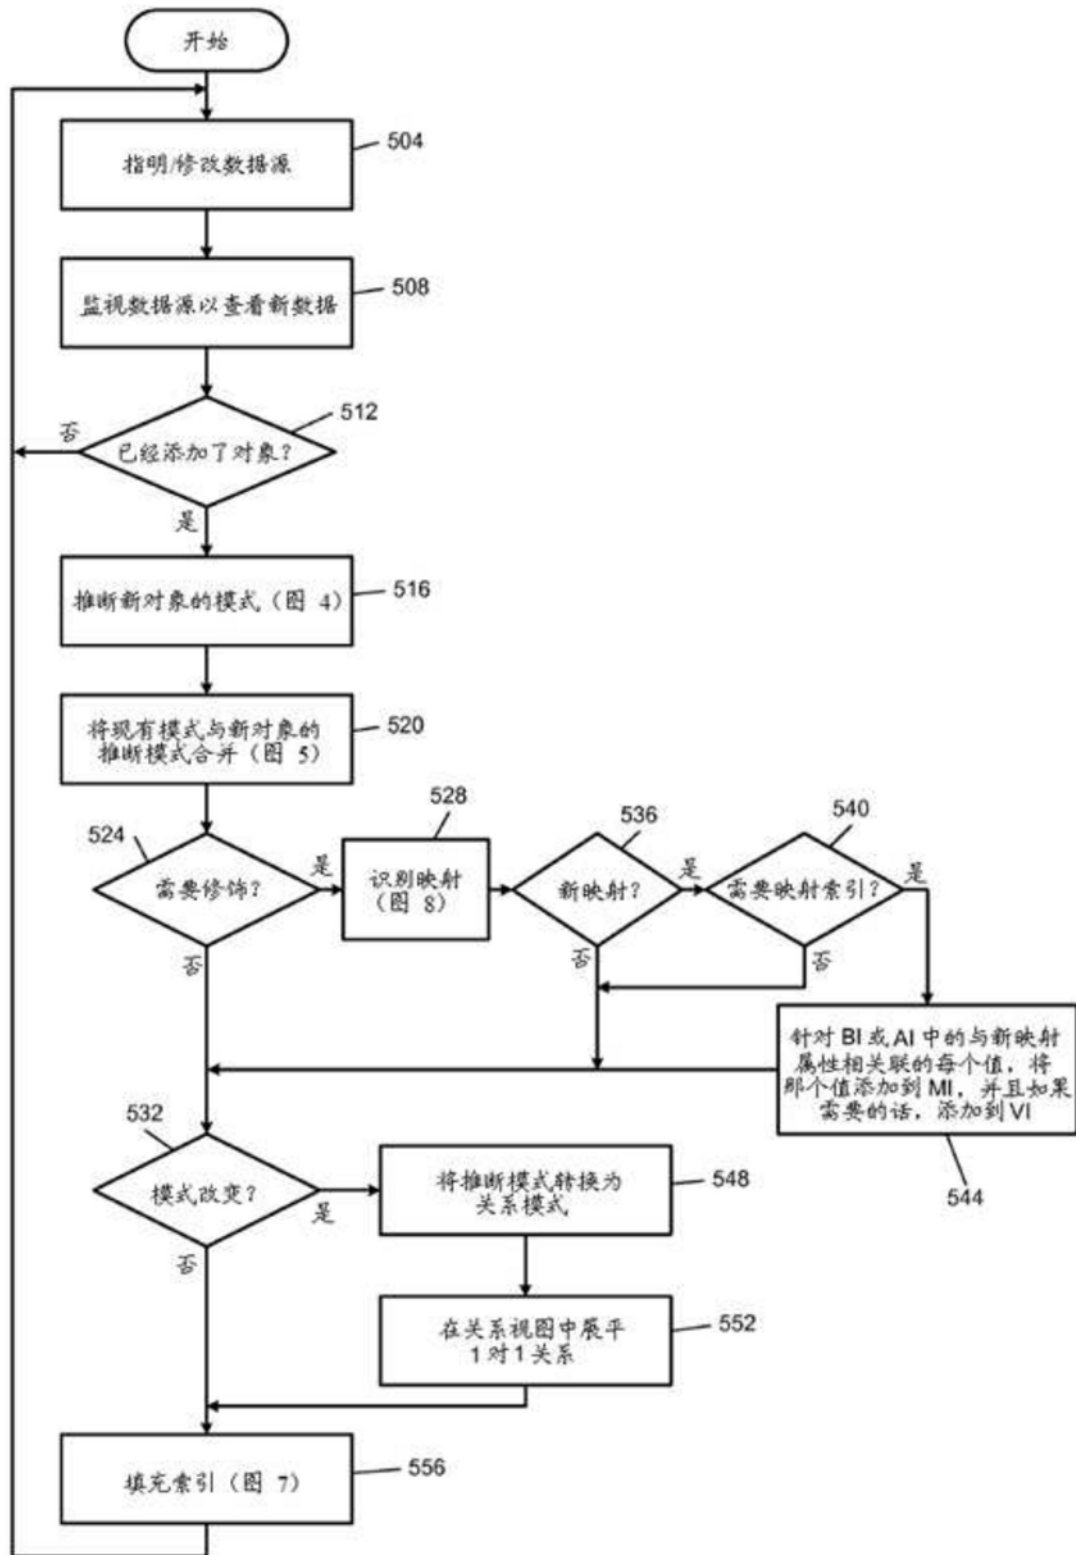 开始
504
指明/修改数据源
508
监视数据源以查看新数据
512
否
已经添加了对象？
是
516
推断新对象的模式（图 4）
520
将现有模式与新对象的
推断模式合并（图 5）
524
528
536
540
需要修饰？
是
识别映射
（图 8）
新映射？
是
需要映射索引？
是
否
否
否
针对 BI 或 AI 中的与新映射
属性相关联的每个值，将
那个值添加到 MI，并且如果
需要的话，添加到 VI
544
532
模式改变？
是
将推断模式转换为
关系模式
548
否
在关系视图中展平
1 对 1 关系
552
填充索引（图 7）
556